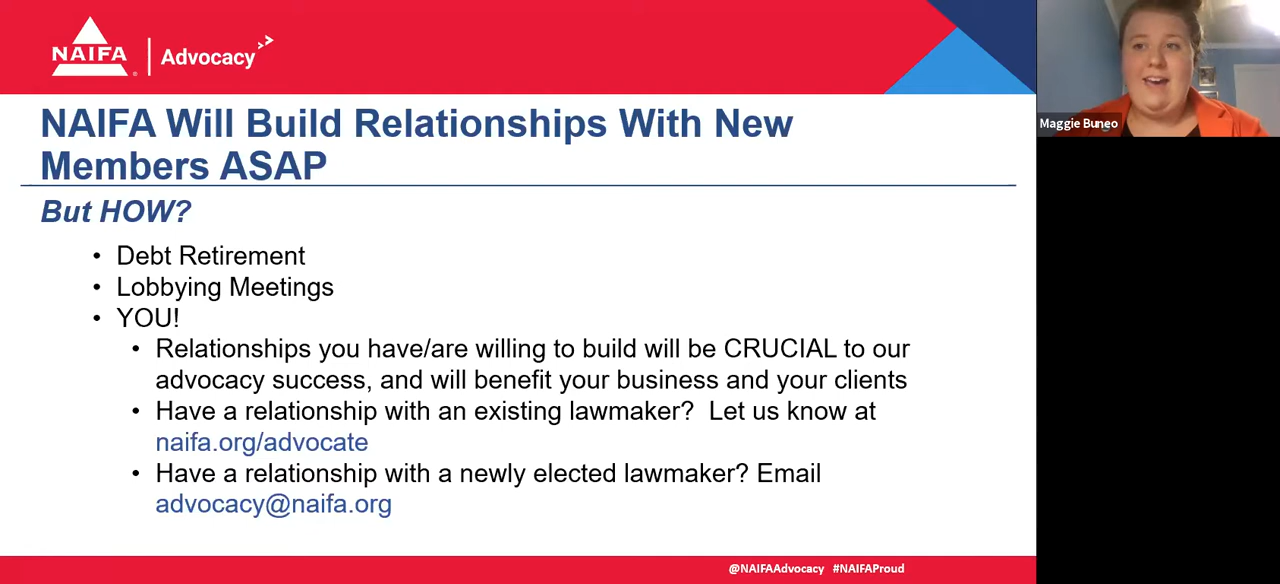 NAIFA
Advocacy
NAIFA Will Build Relationships With New
Members ASAP
But HOW?
• Debt Retirement
• Lobbying Meetings
• YOU!
• Relationships you have/are willing to build will be CRUCIAL to our
advocacy success, and will benefit your business and your clients
• Have a relationship with an existing lawmaker?  Let us know at
naifa.org/advocate
• Have a relationship with a newly elected lawmaker? Email
advocacy@naifa.org
@NAIFAAdvocacy #NAIFAProud
Maggie Buneo